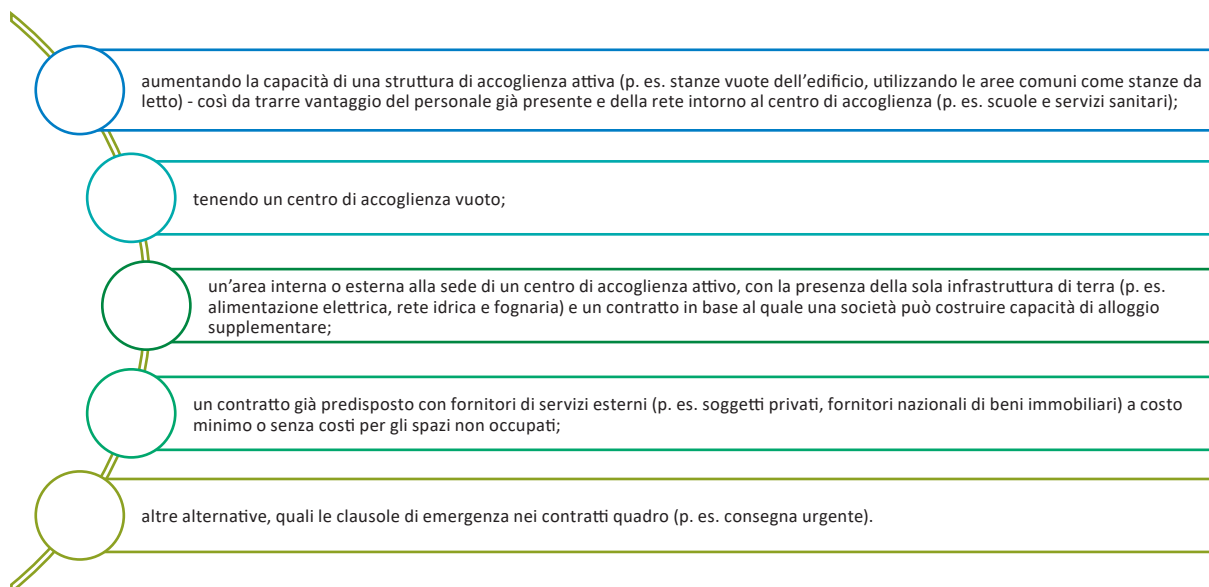 aumentando la capacità di una struttura di accoglienza attiva (p. es. stanze vuote dell’edificio, utilizzando le aree comuni come stanze da
letto) - così da trarre vantaggio del personale già presente e della rete intorno al centro di accoglienza (p. es. scuole e servizi sanitari);
tenendo un centro di accoglienza vuoto;
un’area interna o esterna alla sede di un centro di accoglienza attivo, con la presenza della sola infrastruttura di terra (p. es.
alimentazione elettrica, rete idrica e fognaria) e un contratto in base al quale una società può costruire capacità di alloggio
supplementare;
un contratto già predisposto con fornitori di servizi esterni (p. es. soggetti privati, fornitori nazionali di beni immobiliari) a costo
minimo o senza costi per gli spazi non occupati;
altre alternative, quali le clausole di emergenza nei contratti quadro (p. es. consegna urgente).